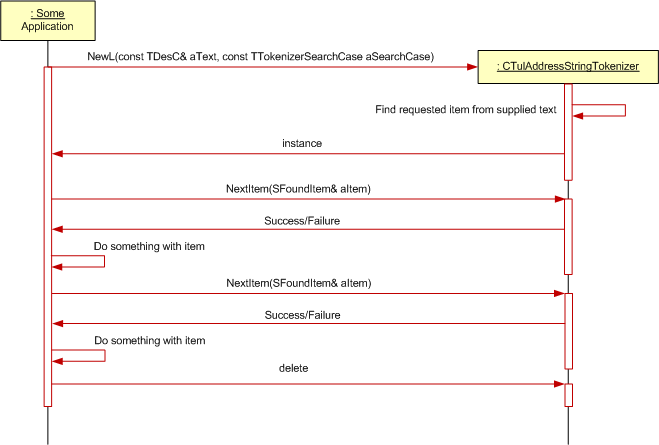 : Some
Application
NewL(const TDesC& aText, const TTokenizerSearchCase aSearchCase)
: CTulAddressStringTokenizer
Find requested item from supplied text
instance
NextItem(SFoundItem& aItem)
Success/Failure
Do something with item
NextItem(SFoundItem& aItem)
Success/Failure
Do something with item
delete